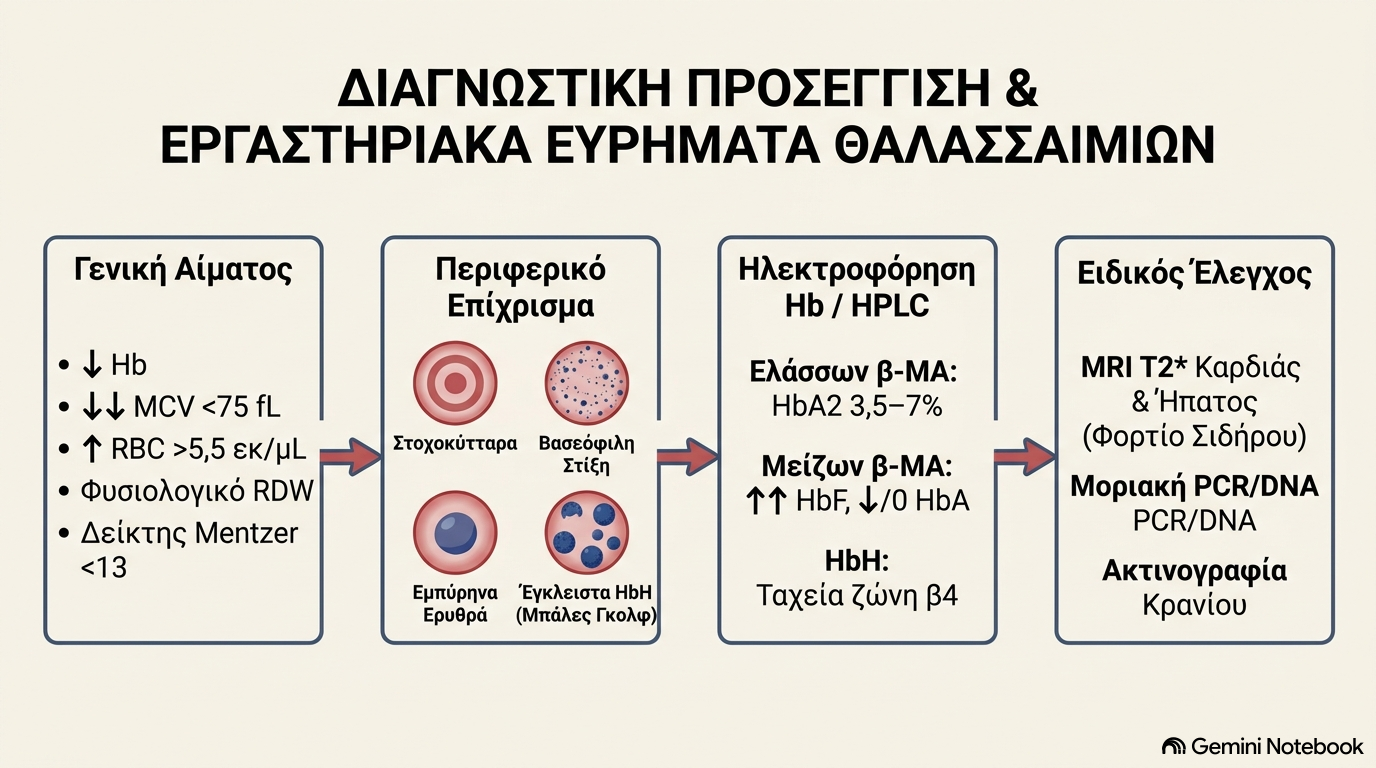 ΔΙΑΓΝΩΣΤΙΚΗ ΠΡΟΣΕΓΓΙΣΗ &
ΕΡΓΑΣΤΗΡΙΑΚΑ ΕΥΡΗΜΑΤΑ ΘΑΛΑΣΣΑΙΜΙΩΝ
Γενική Αίματος
• ↓ Hb
• ↓↓ MCV <75 fL
• ↑ RBC >5,5 εκ/μL
• Φυσιολογικό RDW
• Δείκτης Mentzer
<13
Περιφερικό
Επίχρισμα
Στοχοκύτταρα
Βασεόφιλη
Στίξη
Εμπύρηνα
Ερυθρά
Έγκλειστα HbH
(Μπάλες Γκολφ)
Ηλεκτροφόρηση
Hb / HPLC
Ελάσσων β-ΜΑ:
HbA2 3,5–7%
Μείζων β-ΜΑ:
↑↑ HbF, ↓/0 HbA
HbH:
Ταχεία ζώνη β4
Ειδικός Έλεγχος
MRI T2* Καρδιάς
& Ήπατος
(Φορτίο Σιδήρου)
Μοριακή PCR/DNA
PCR/DNA
Ακτινογραφία
Κρανίου
Gemini Notebook